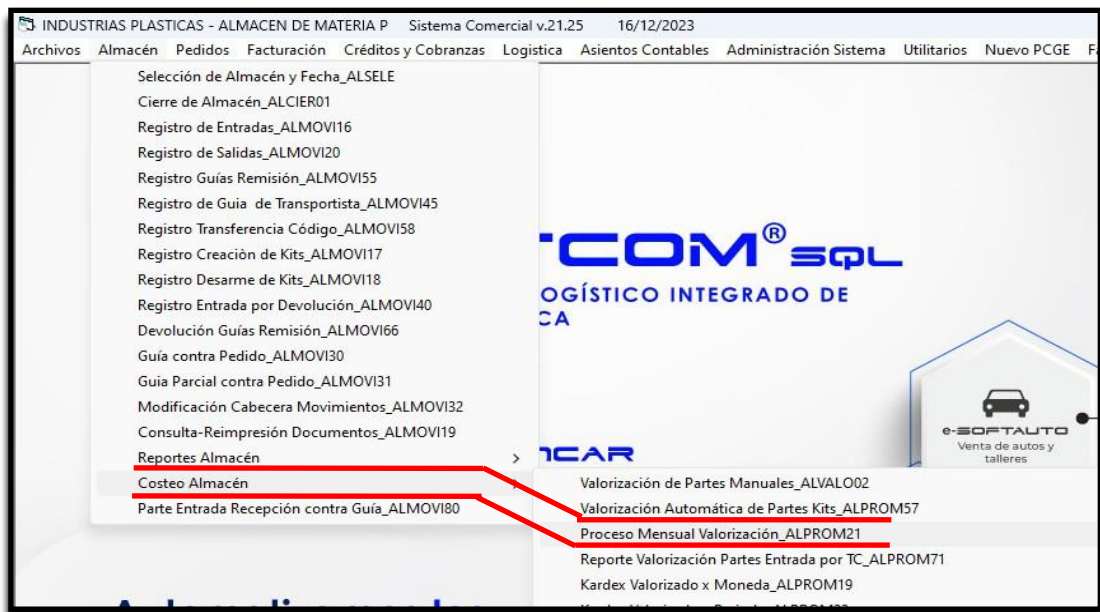 INDUSTRIAS PLASTICAS - ALMACEN DE MATERIA P Sistema Comercial v.21.25 16/12/2023
Archivos Almacén Pedidos Facturación Créditos y Cobranzas Logistica Asientos Contables Administración Sistema Utilitarios Nuevo PCGE
Selección de Almacén y Fecha_ALSELE
Cierre de Almacén_ALCIER01
Registro de Entradas_ALMOVI16
Registro de Salidas_ALMOVI20
Registro Guías Remisión_ALMOVI55
Registro de Guia de Transportista_ALMOVI45
Registro Transferencia Código_ALMOVI58
Registro Creaciòn de Kits_ALMOVI17
Registro Desarme de Kits_ALMOVI18
Registro Entrada por Devolución_ALMOVI40
Devolución Guías Remisión_ALMOVI66
Guía contra Pedido_ALMOVI30
Guia Parcial contra Pedido_ALMOVI31
Modificación Cabecera Movimientos_ALMOVI32
Consulta-Reimpresión Documentos_ALMOVI19
Reportes Almacén >
Costeo Almacén >
Parte Entrada Recepción contra Guía_ALMOVI80
COM® SQL
OGÍSTICO INTEGRADO DE
CA
NCAR
e-SOFTAUTO
Venta de autos y
talleres
Valorización de Partes Manuales_ALVALO02
Valorización Automática de Partes Kits_ALPROM57
Proceso Mensual Valorización_ALPROM21
Reporte Valorización Partes Entrada por TC_ALPROM71
Kardex Valorizado x Moneda_ALPROM19